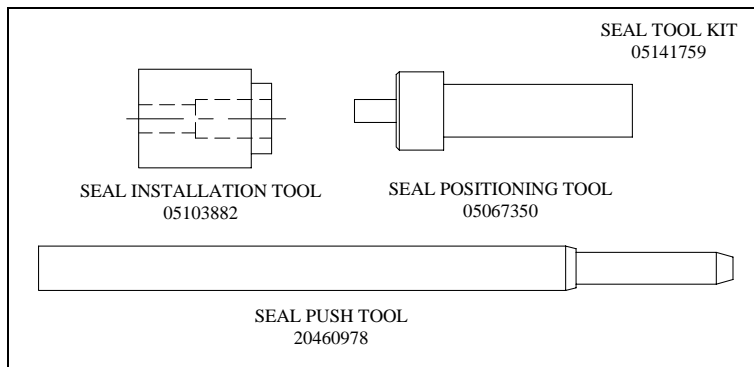 SEAL TOOL KIT
05141759
SEAL INSTALLATION TOOL
05103882
SEAL POSITIONING TOOL
05067350
SEAL PUSH TOOL
20460978